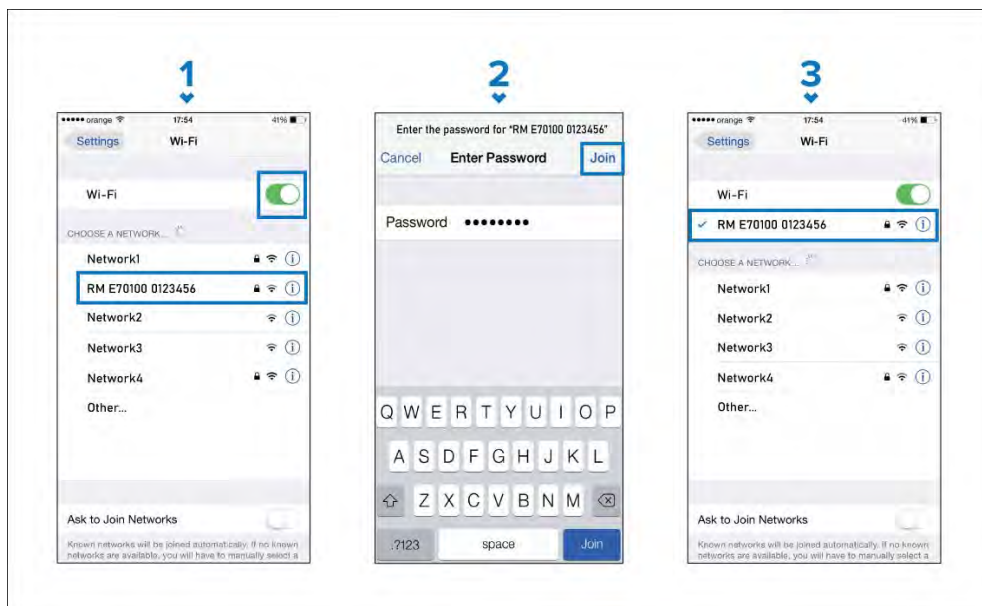 1
orange 17:54 41%
Settings Wi-Fi
Wi-Fi
CHOOSE A NETWORK...
Network1
RM E70100 0123456
Network2
Network3
Network4
Other...
Ask to Join Networks
Known networks will be joined automatically. If no known
networks are available, you will have to manually select a
2
Enter the password for “RM E70100 0123456”
Cancel Enter Password Join
Password ••••••••
Q W E R T Y U I O P
A S D F G H J K L
Z X C V B N M
.?123 space Join
3
orange 17:54 41%
Settings Wi-Fi
Wi-Fi
RM E70100 0123456
CHOOSE A NETWORK...
Network1
Network2
Network3
Network4
Other...
Ask to Join Networks
Known networks will be joined automatically. If no known
networks are available, you will have to manually select a